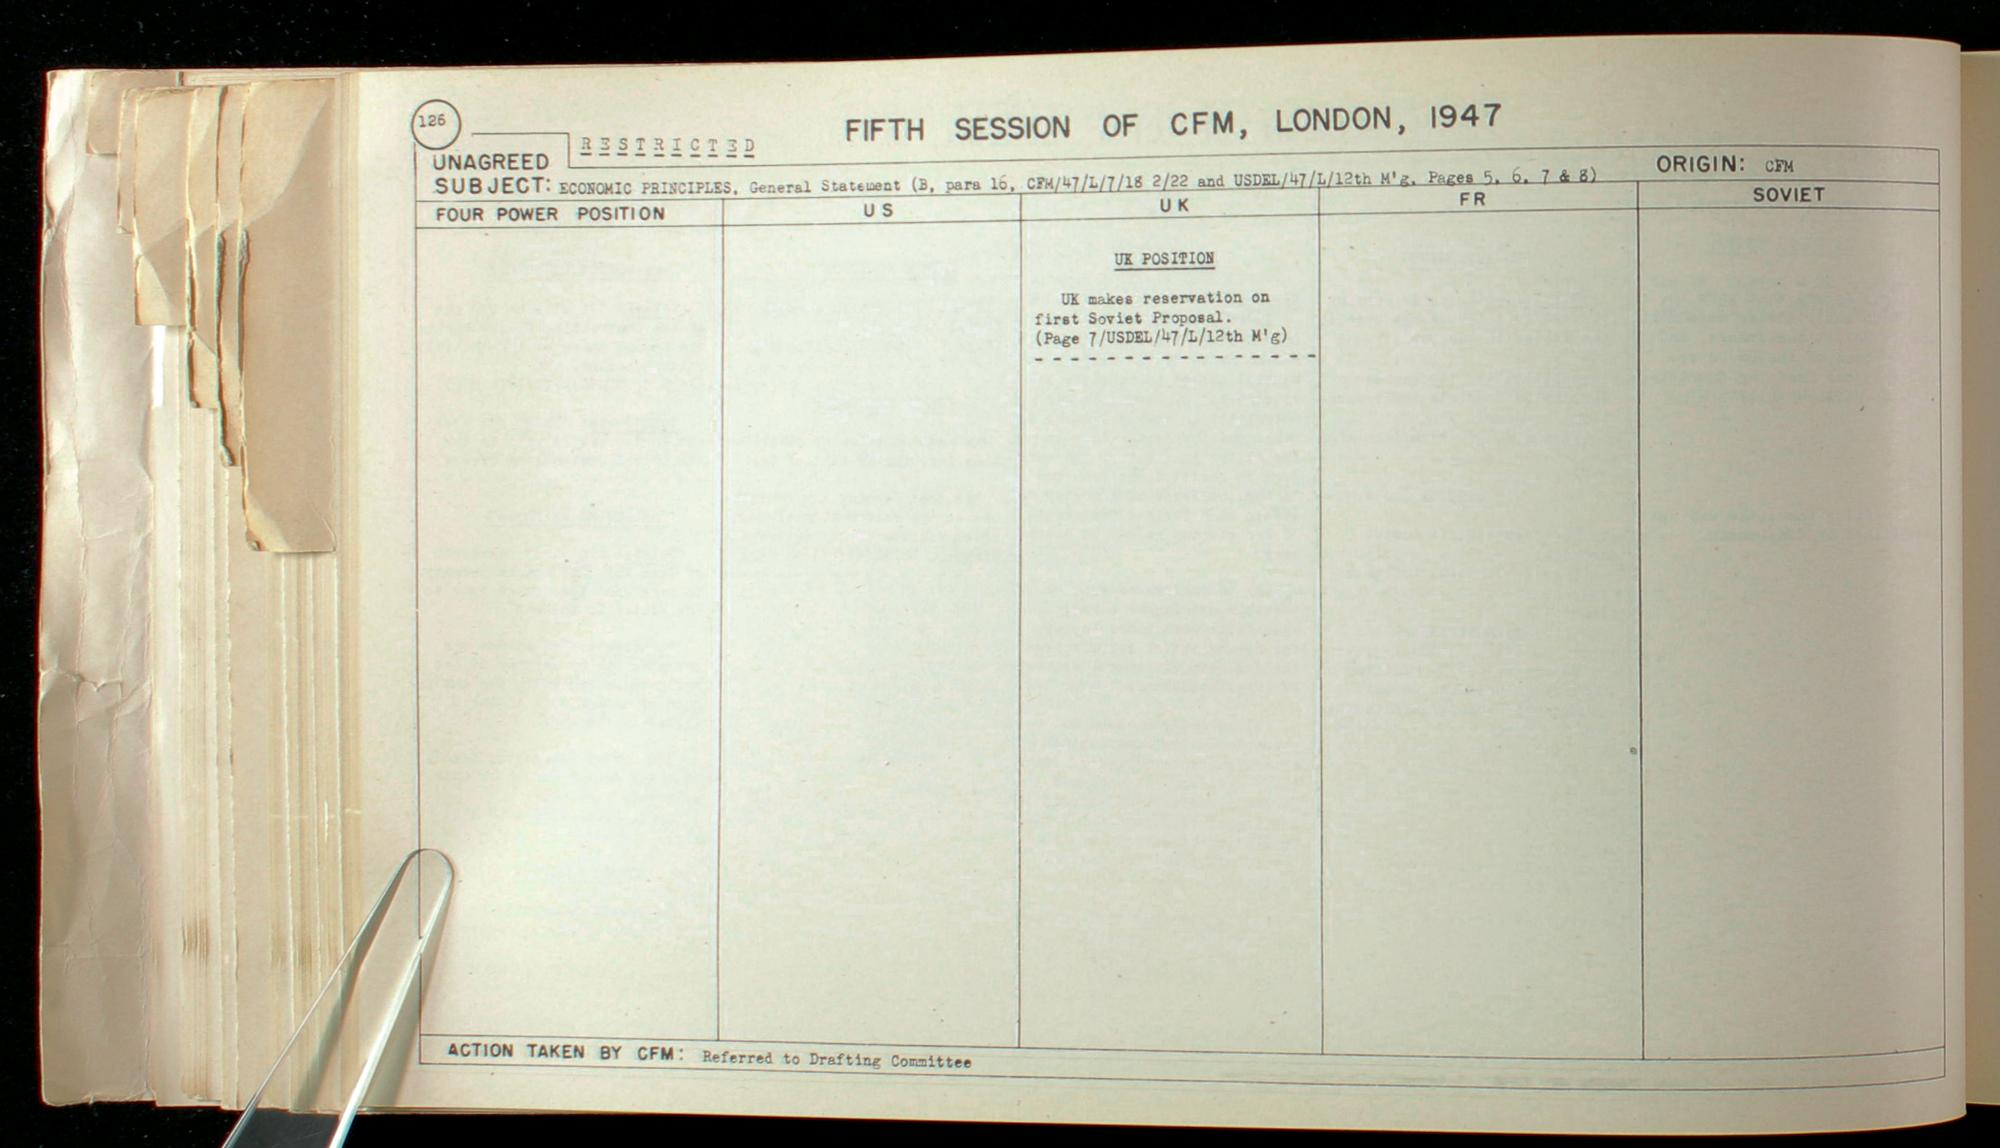 126
RESTRICTED
FIFTH SESSION OF CFM, LONDON, 1947
UNAGREED
ORIGIN: CFM
SUBJECT: ECONOMIC PRINCIPLES, General Statement (B, para 16, CFM/47/L/7/18 2/22 and USDEL/47/L/12th M'g, Pages 5, 6, 7 & 8)
FOUR POWER POSITION US UK FR SOVIET
UK POSITION
UK makes reservation on
first Soviet Proposal.
(Page 7/USDEL/47/L/12th M'g)
ACTION TAKEN BY CFM: Referred to Drafting Committee